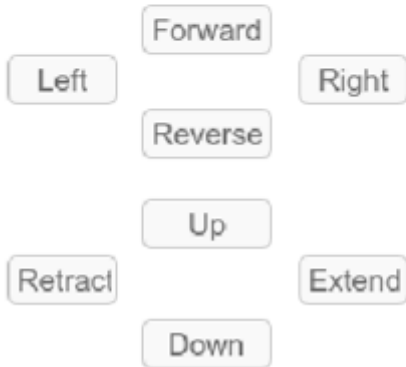 Forward
Left
Right
Reverse
Up
Retract
Extend
Down